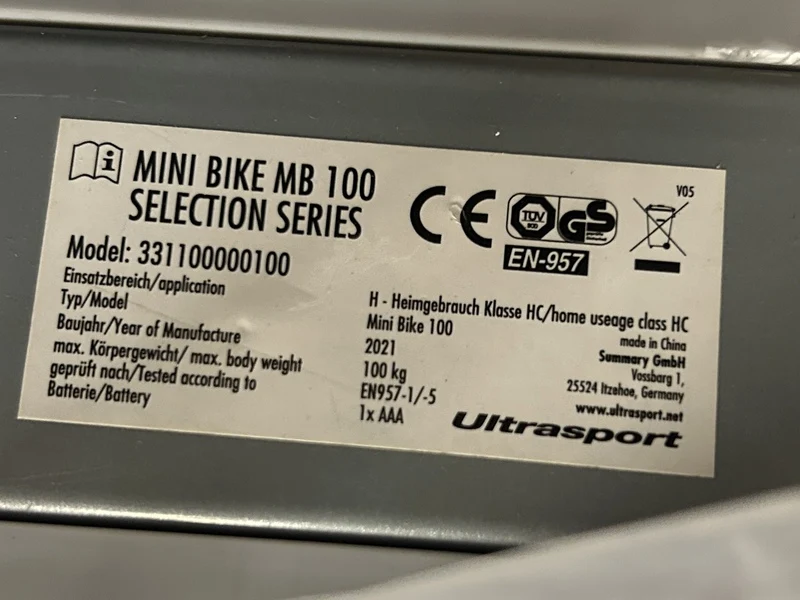 MINI BIKE MB 100
SELECTION SERIES
Model: 331100000100
CE
TÜV
GS
EN-957
V05
Einsatzbereich/application
H - Heimgebrauch Klasse HC/home useage class HC
Typ/Model
Mini Bike 100
Baujahr/Year of Manufacture
2021
max. Körpergewicht/ max. body weight
100 kg
geprüft nach/Tested according to
EN957-1/-5
Batterie/Battery
1x AAA
made in China
Summary GmbH
Vossbarg 1,
25524 Itzehoe, Germany
www.ultrasport.net
Ultrasport